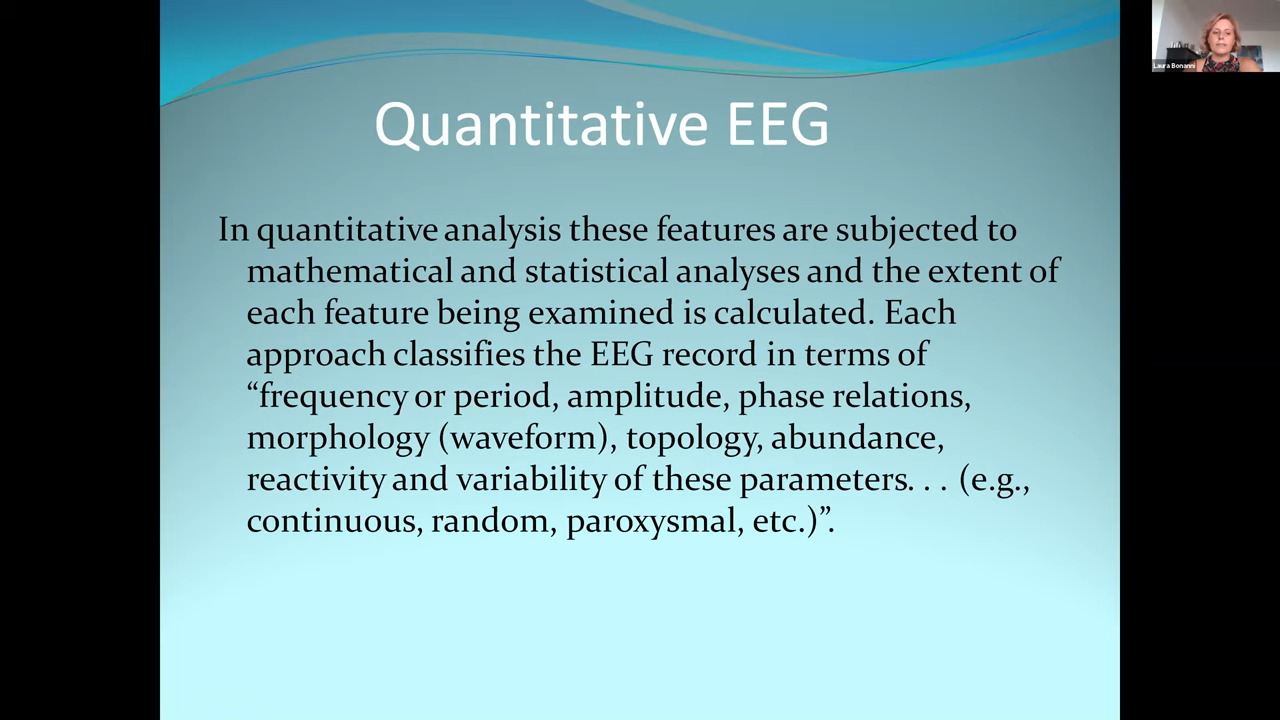 Quantitative EEG
In quantitative analysis these features are subjected to
mathematical and statistical analyses and the extent of
each feature being examined is calculated. Each
approach classifies the EEG record in terms of
“frequency or period, amplitude, phase relations,
morphology (waveform), topology, abundance,
reactivity and variability of these parameters. . . (e.g.,
continuous, random, paroxysmal, etc.)”.
Laura Bonanni